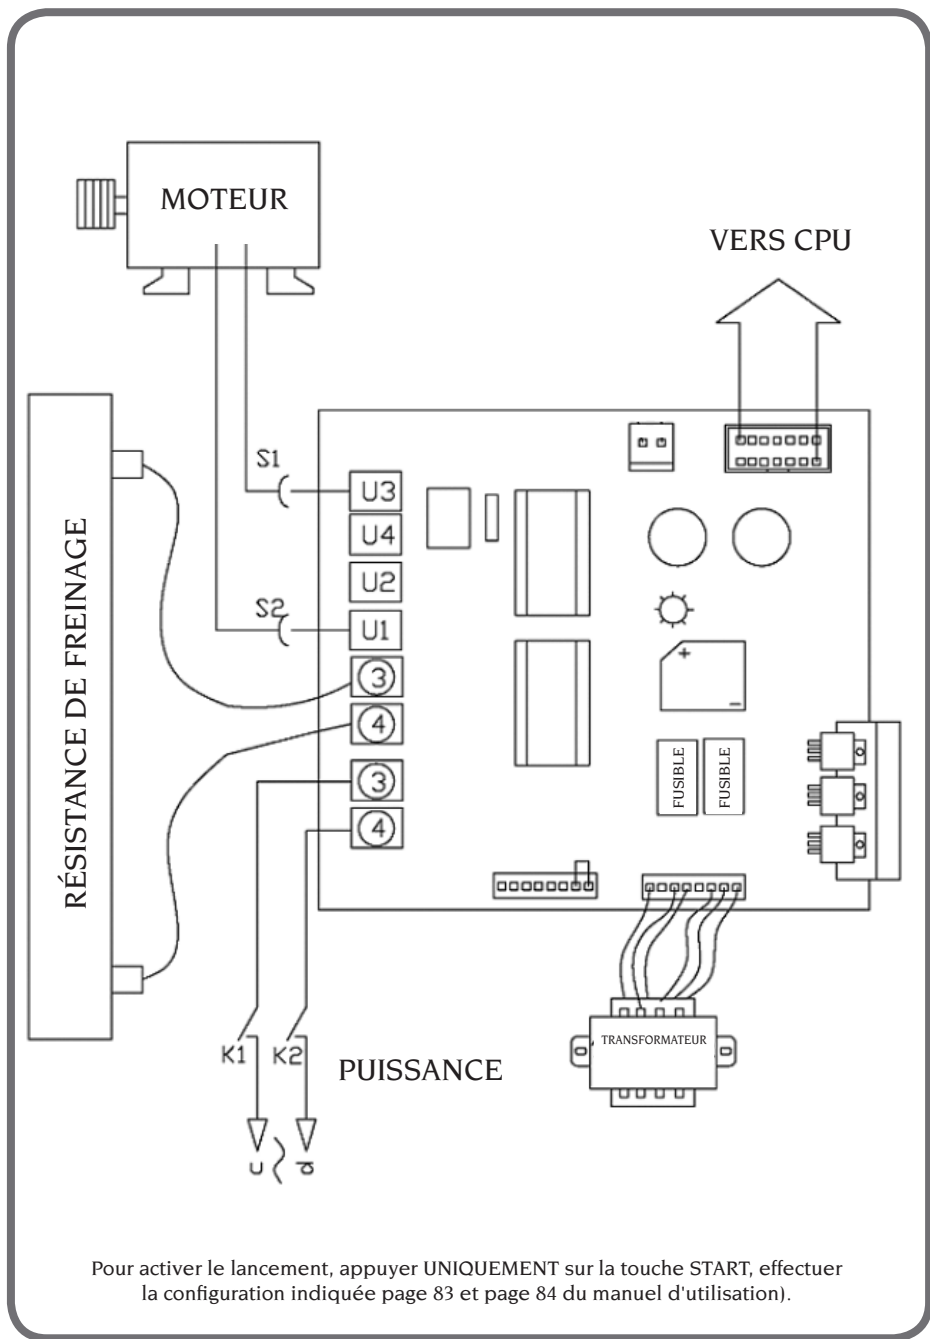 MOTEUR
VERS CPU
S1
U3
U4
U2
S2
U1
3
4
3
4
RÉSISTANCE DE FREINAGE
+
−
FUSIBLE
FUSIBLE
K1
K2
PUISSANCE
TRANSFORMATEUR
Pour activer le lancement, appuyer UNIQUEMENT sur la touche START, effectuer
la configuration indiquée page 83 et page 84 du manuel d'utilisation).